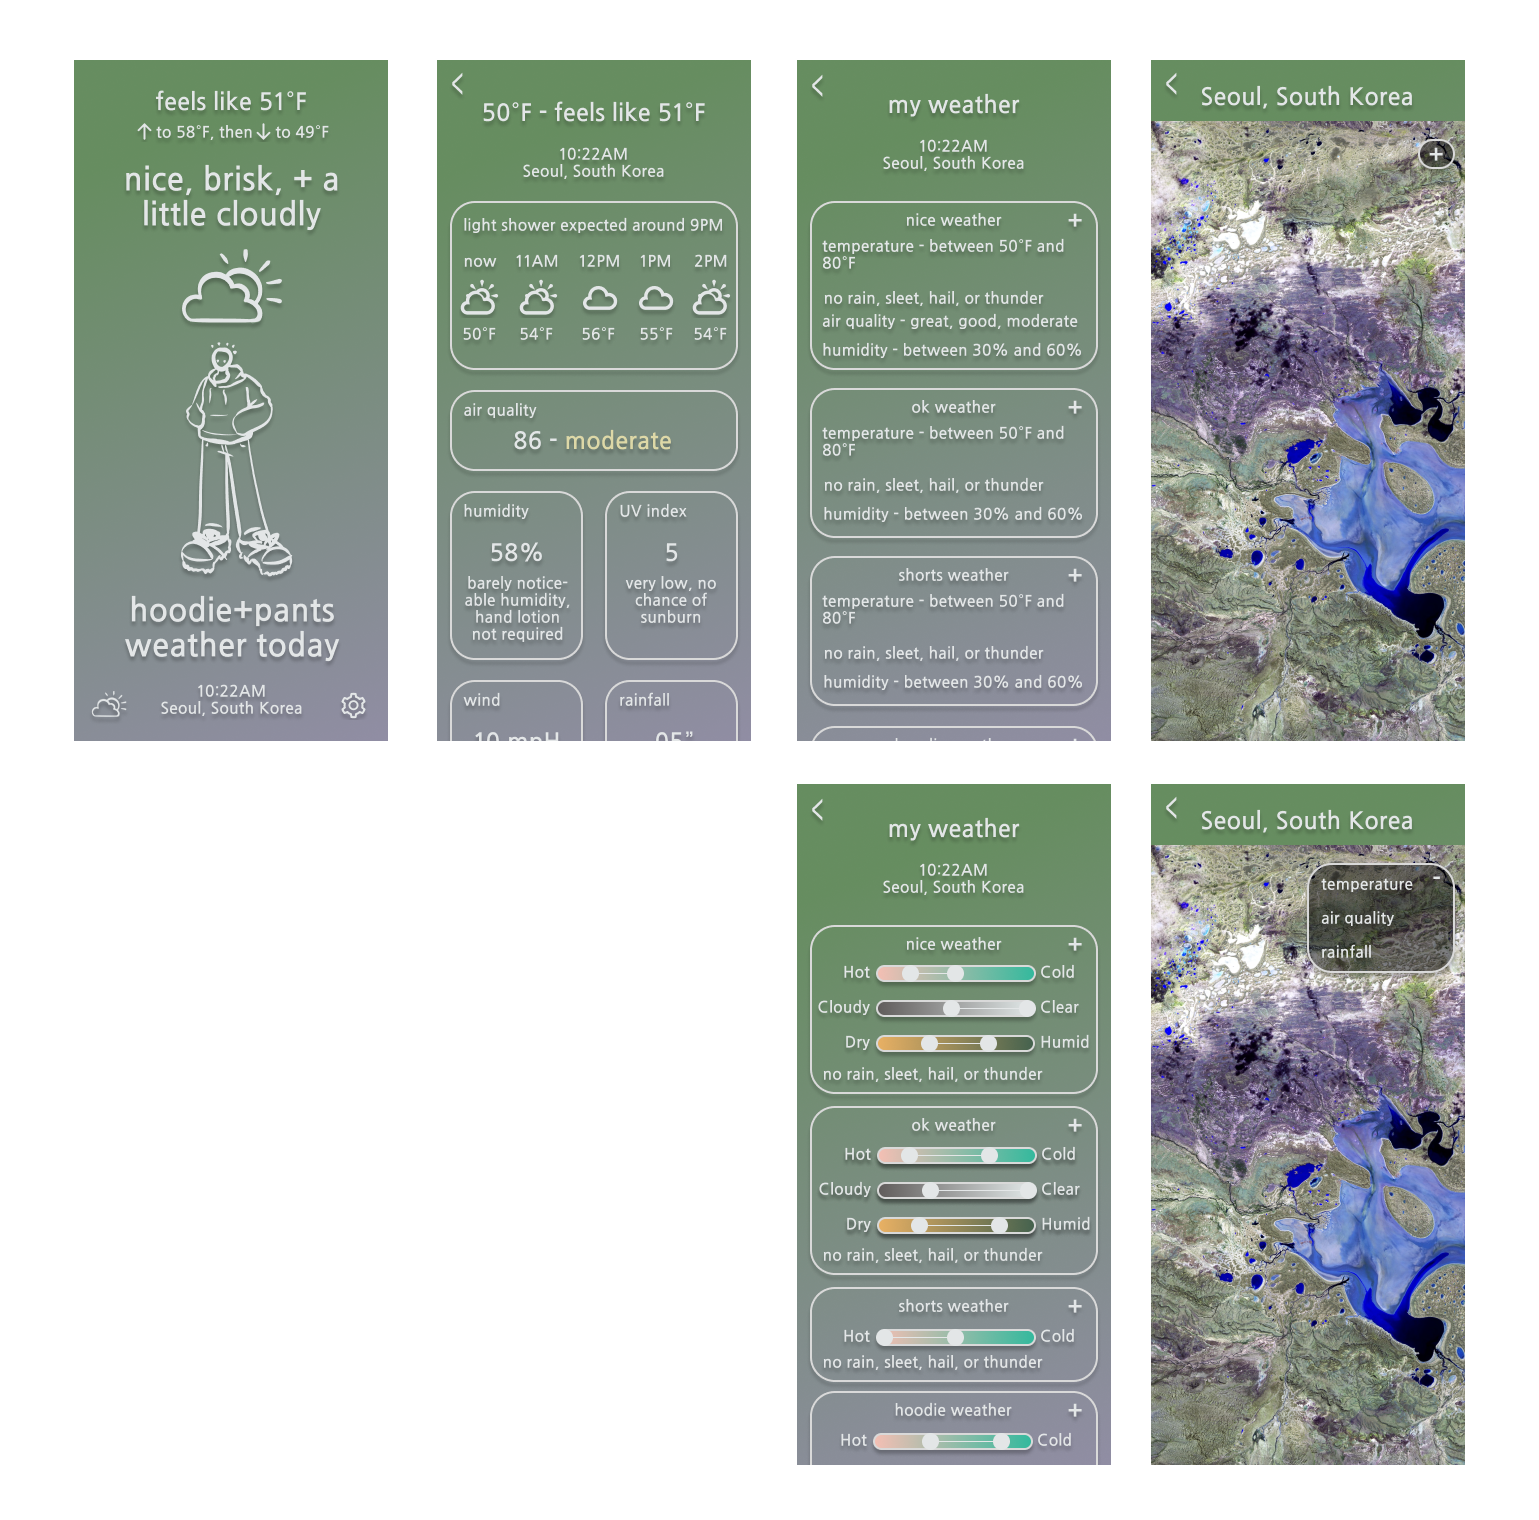 feels like 51°F
↑ to 58°F, then ↓ to 49°F
nice, brisk, + a
little cloudly
hoodie+pants
weather today
10:22AM
Seoul, South Korea
50°F - feels like 51°F
10:22AM
Seoul, South Korea
light shower expected around 9PM
now 11AM 12PM 1PM 2PM
50°F 54°F 56°F 55°F 54°F
air quality
86 - moderate
humidity
58%
barely notice-
able humidity,
hand lotion
not required
UV index
5
very low, no
chance of
sunburn
wind
10 mpH
rainfall
.05”
my weather
10:22AM
Seoul, South Korea
nice weather +
temperature - between 50°F and
80°F
no rain, sleet, hail, or thunder
air quality - great, good, moderate
humidity - between 30% and 60%
ok weather +
temperature - between 50°F and
80°F
no rain, sleet, hail, or thunder
humidity - between 30% and 60%
shorts weather +
temperature - between 50°F and
80°F
no rain, sleet, hail, or thunder
humidity - between 30% and 60%
Seoul, South Korea
+
my weather
10:22AM
Seoul, South Korea
nice weather +
Hot Cold
Cloudy Clear
Dry Humid
no rain, sleet, hail, or thunder
ok weather +
Hot Cold
Cloudy Clear
Dry Humid
no rain, sleet, hail, or thunder
shorts weather +
Hot Cold
no rain, sleet, hail, or thunder
hoodie weather +
Hot Cold
Seoul, South Korea
temperature -
air quality
rainfall